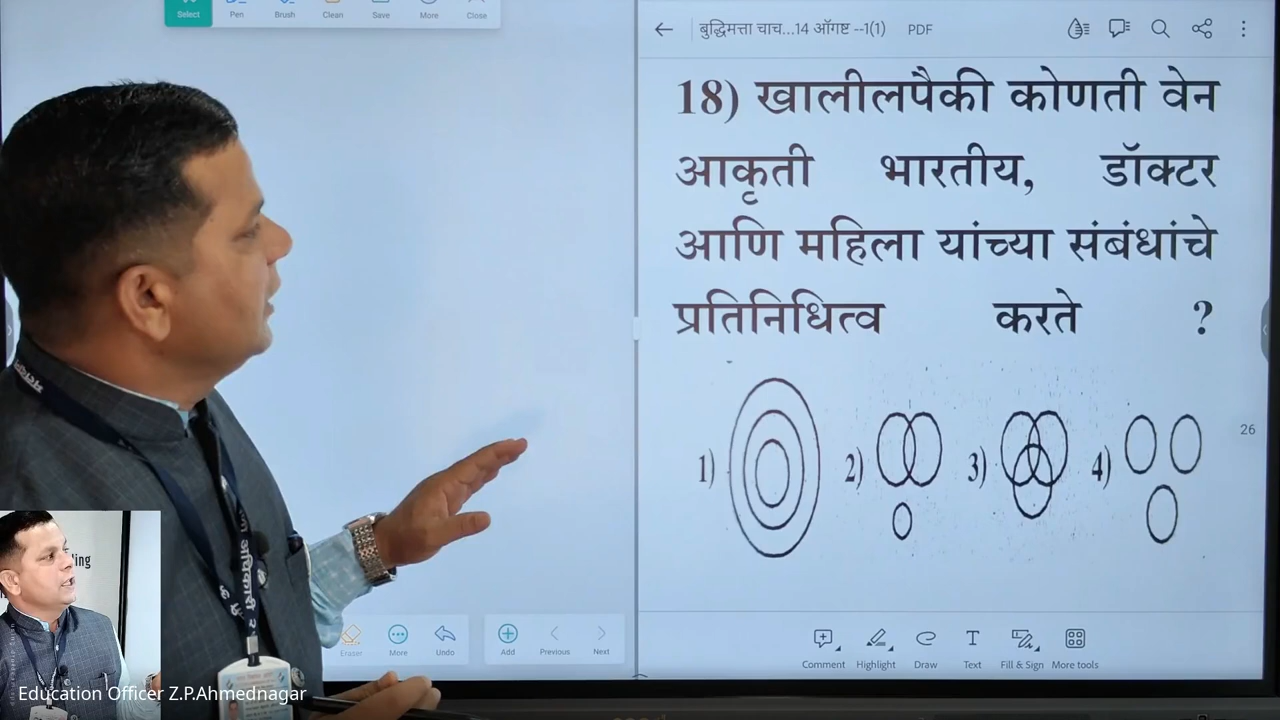 Select Pen Brush Clean Save More Close
बुद्धिमत्ता चाच...14 ऑगष्ट --1(1) PDF
18) खालीलपैकी कोणती वेन
आकृती भारतीय, डॉक्टर
आणि महिला यांच्या संबंधांचे
प्रतिनिधित्व करते ?
1) 2) 3) 4)
26
Eraser More Undo Add Previous Next
Comment Highlight Draw Text Fill & Sign More tools
Education Officer Z.P.Ahmednagar